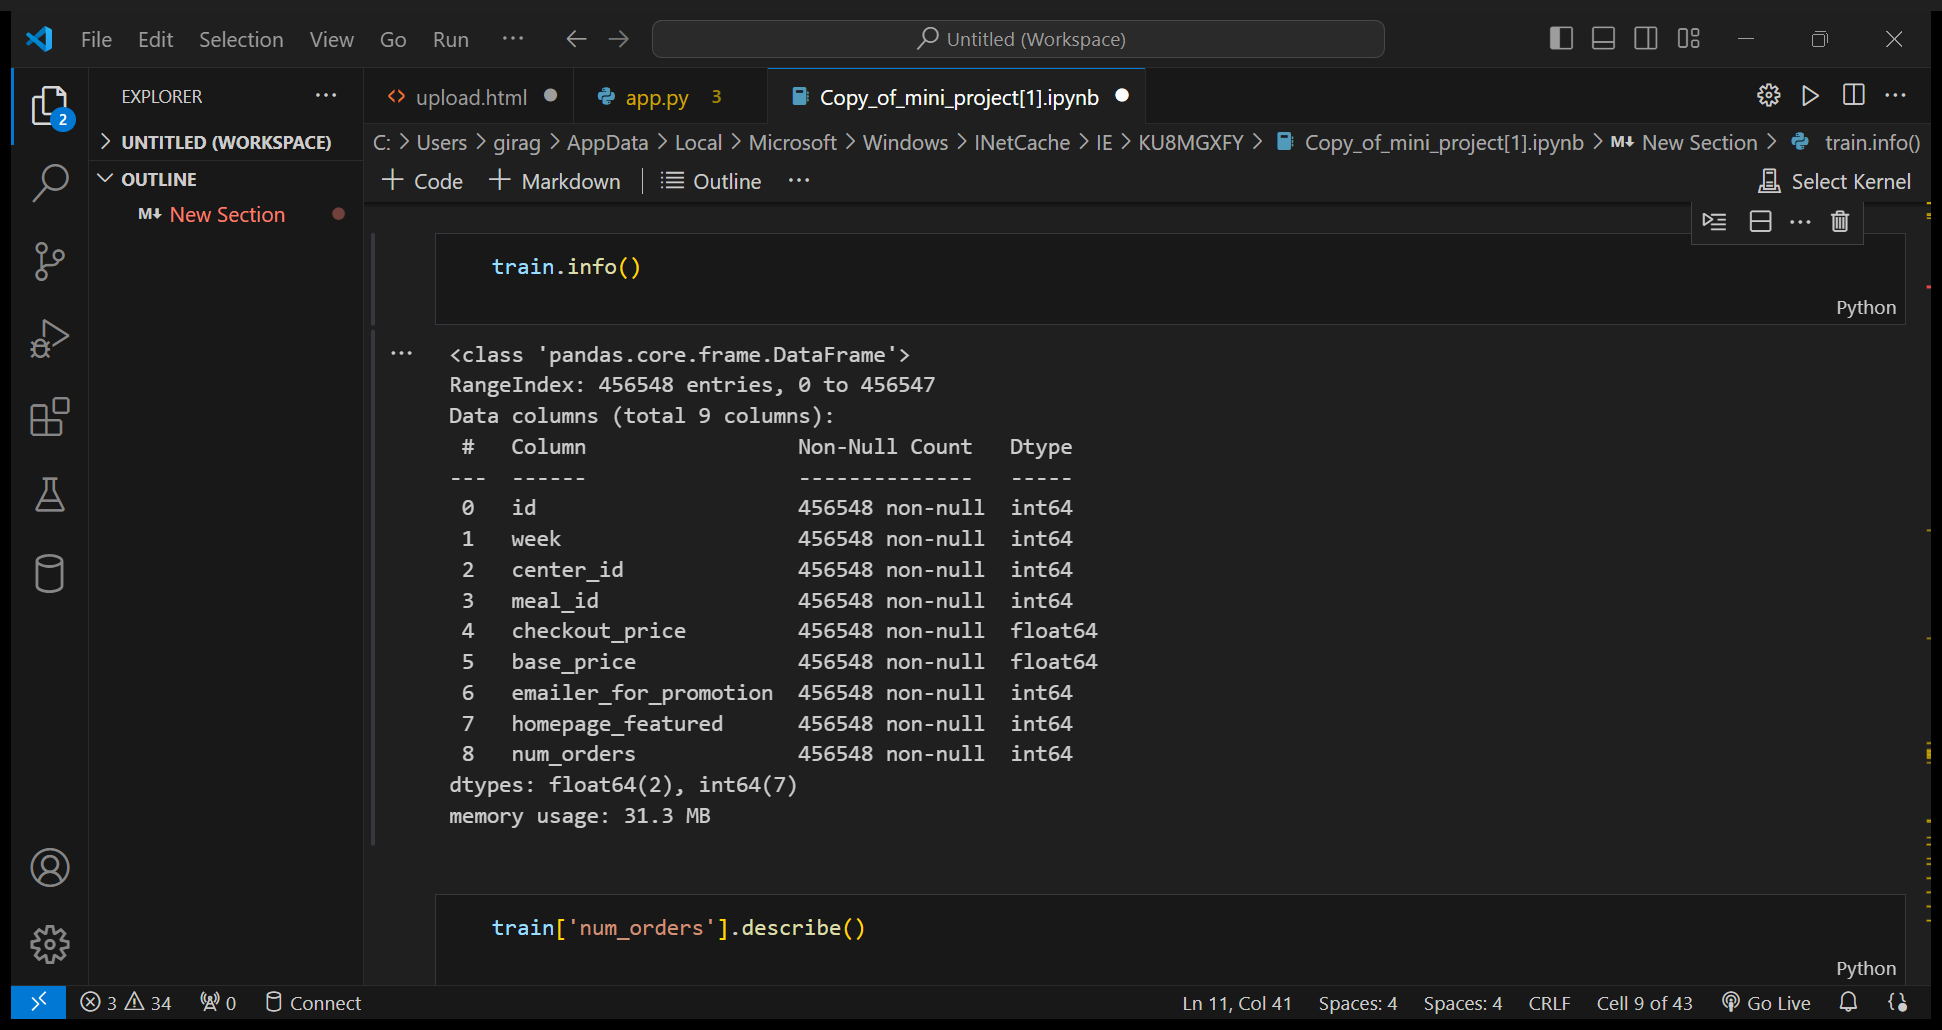 File Edit Selection View Go Run ··· Untitled (Workspace)
EXPLORER ···
2
UNTITLED (WORKSPACE)
OUTLINE
M↓ New Section
upload.html
app.py 3
Copy_of_mini_project[1].ipynb
C: > Users > girag > AppData > Local > Microsoft > Windows > INetCache > IE > KU8MGXFY > Copy_of_mini_project[1].ipynb > M↓ New Section > train.info()
+ Code + Markdown | Outline ··· Select Kernel
train.info()
Python
<class 'pandas.core.frame.DataFrame'>
RangeIndex: 456548 entries, 0 to 456547
Data columns (total 9 columns):
 #   Column                 Non-Null Count   Dtype
---  ------                 --------------   -----
 0   id                     456548 non-null  int64
 1   week                   456548 non-null  int64
 2   center_id              456548 non-null  int64
 3   meal_id                456548 non-null  int64
 4   checkout_price         456548 non-null  float64
 5   base_price             456548 non-null  float64
 6   emailer_for_promotion  456548 non-null  int64
 7   homepage_featured      456548 non-null  int64
 8   num_orders             456548 non-null  int64
dtypes: float64(2), int64(7)
memory usage: 31.3 MB
train['num_orders'].describe()
Python
3 34 0 Connect Ln 11, Col 41 Spaces: 4 Spaces: 4 CRLF Cell 9 of 43 Go Live